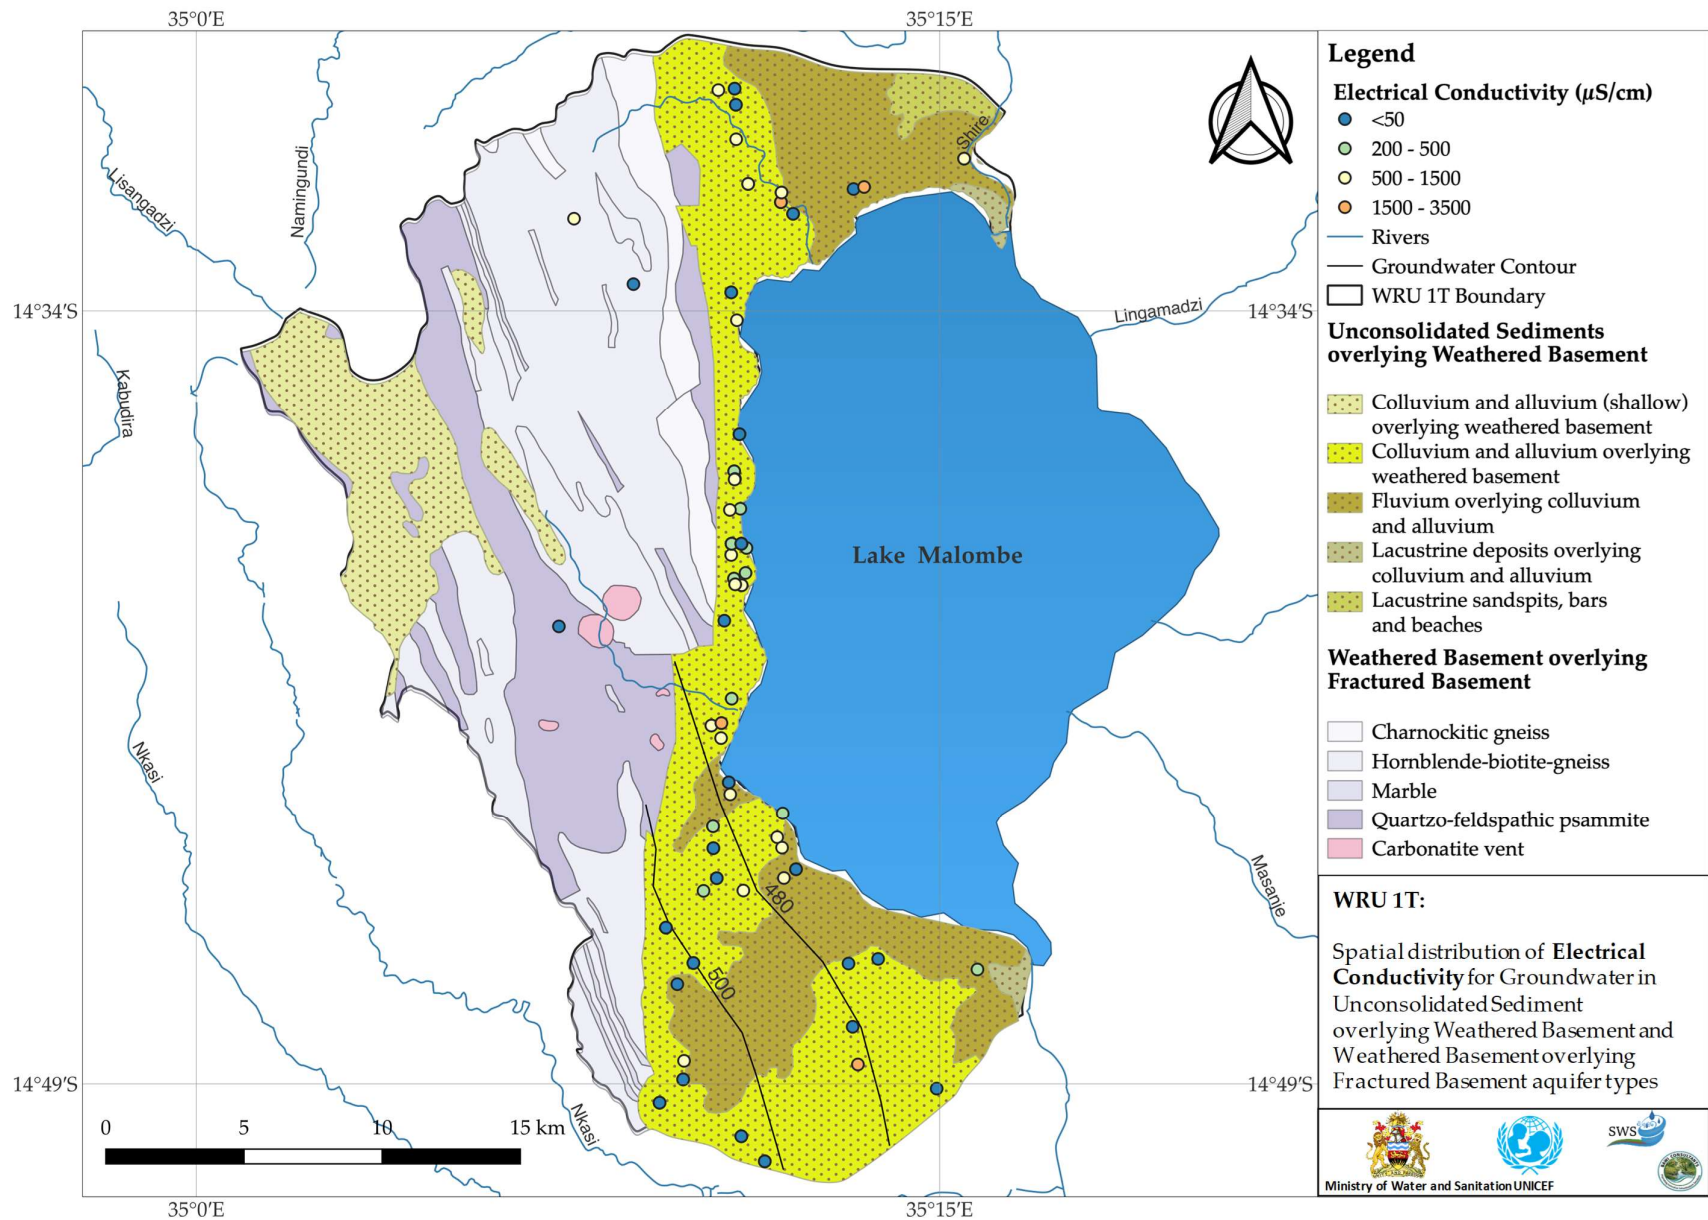 35°0′E
35°15′E
Legend
Electrical Conductivity (µS/cm)
<50
200 - 500
500 - 1500
1500 - 3500
Rivers
Groundwater Contour
WRU 1T Boundary
Unconsolidated Sediments
overlying Weathered Basement
Colluvium and alluvium (shallow)
overlying weathered basement
Colluvium and alluvium overlying
weathered basement
Fluvium overlying colluvium
and alluvium
Lacustrine deposits overlying
colluvium and alluvium
Lacustrine sandspits, bars
and beaches
Weathered Basement overlying
Fractured Basement
Charnockitic gneiss
Hornblende-biotite-gneiss
Marble
Quartzo-feldspathic psammite
Carbonatite vent
WRU 1T:
Spatial distribution of Electrical
Conductivity for Groundwater in
Unconsolidated Sediment
overlying Weathered Basement and
Weathered Basement overlying
Fractured Basement aquifer types
Ministry of Water and Sanitation UNICEF
SWS
Lisangadzi
Namingundi
Shire
14°34′S
14°34′S
Lingamadzi
Kabudira
Lake Malombe
Nkasi
Masanje
480
500
14°49′S
14°49′S
Nkasi
0 5 10 15 km
35°0′E
35°15′E